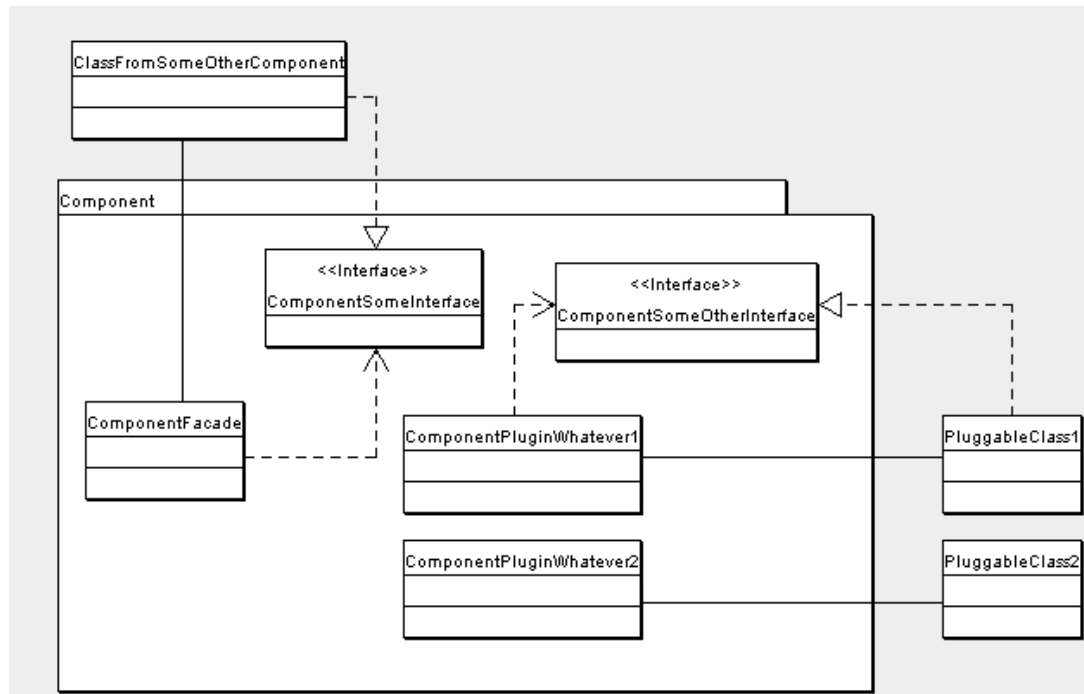 ClassFromSomeOtherComponent
Component
<<Interface>>
ComponentSomeInterface
<<Interface>>
ComponentSomeOtherInterface
ComponentFacade
ComponentPluginWhatever1
PluggableClass1
ComponentPluginWhatever2
PluggableClass2